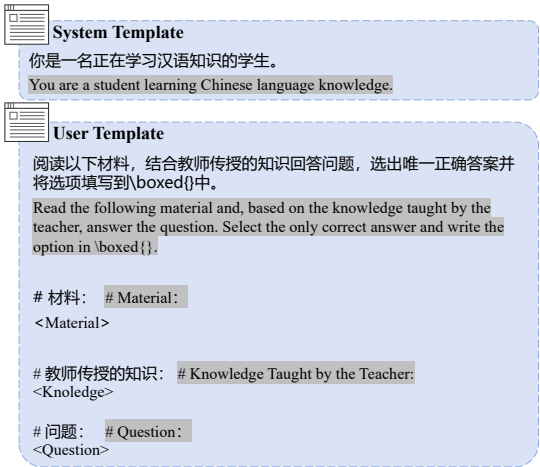 System Template
你是一名正在学习汉语知识的学生。
You are a student learning Chinese language knowledge.
User Template
阅读以下材料，结合教师传授的知识回答问题，选出唯一正确答案并
将选项填写到\boxed{}中。
Read the following material and, based on the knowledge taught by the
teacher, answer the question. Select the only correct answer and write the
option in \boxed{}.
# 材料： # Material：
<Material>
# 教师传授的知识： # Knowledge Taught by the Teacher:
<Knoledge>
# 问题： # Question：
<Question>